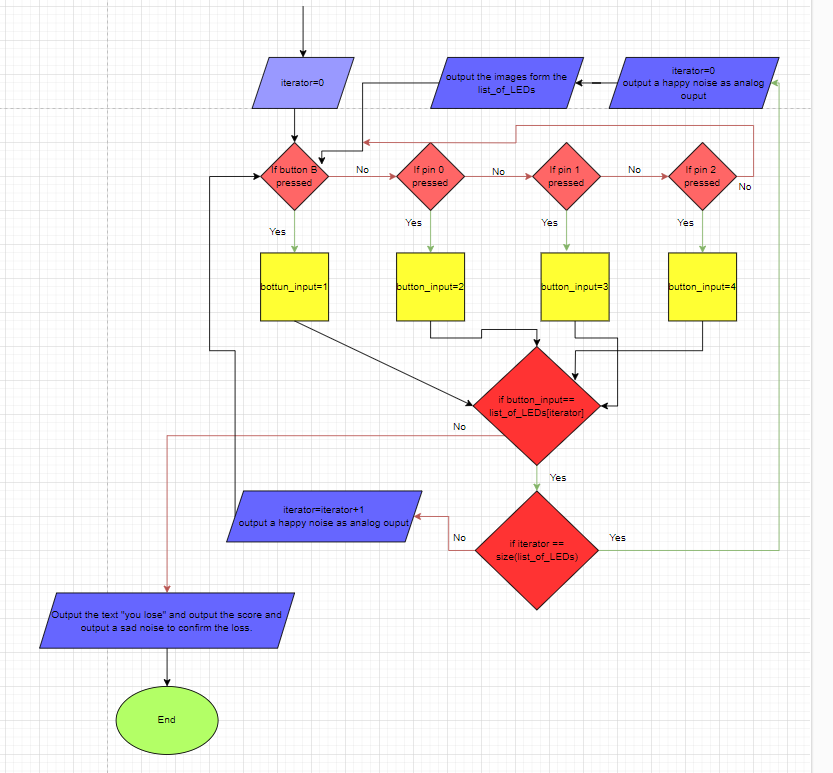 iterator=0
output the images form the
list_of_LEDs
iterator=0
output a happy noise as analog
ouput
If button B
pressed
No
If pin 0
pressed
No
If pin 1
pressed
No
If pin 2
pressed
No
Yes
Yes
Yes
Yes
bottun_input=1
button_input=2
button_input=3
button_input=4
if button_input==
list_of_LEDs[iterator]
No
Yes
iterator=iterator+1
output a happy noise as analog ouput
No
if iterator ==
size(list_of_LEDs)
Yes
Output the text "you lose" and output the score and
output a sad noise to confirm the loss.
End